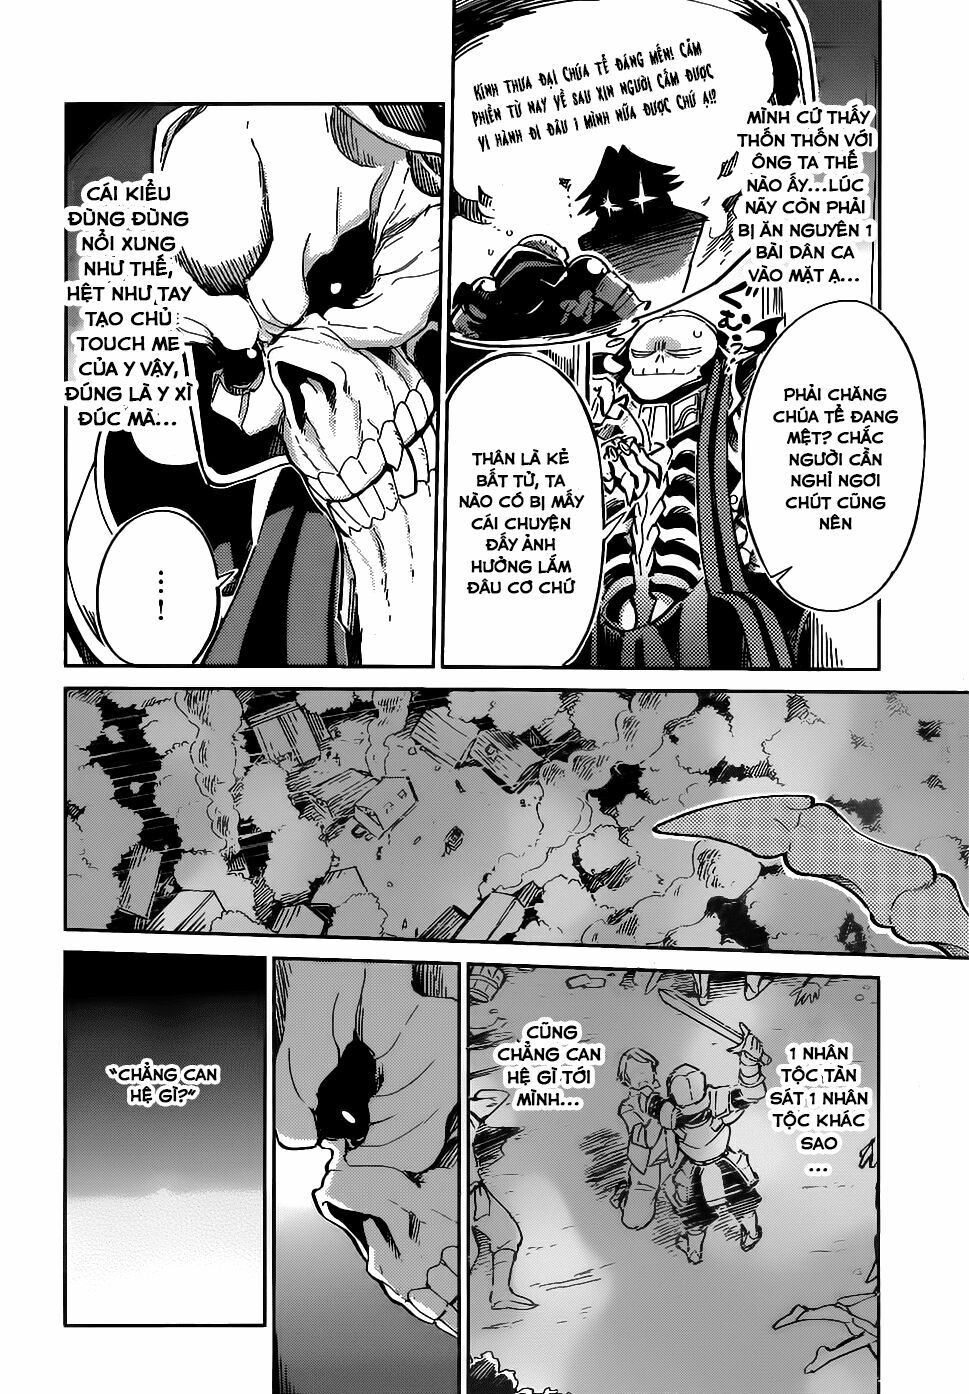 KÍNH THƯA ĐẠI CHÚA TỂ ĐÁNG MẾN! CẢM
PHIỀN TỪ NAY VỀ SAU XIN NGƯỜI CẤM ĐƯỢC
VI HÀNH ĐI ĐÂU 1 MÌNH NỮA ĐƯỢC CHỨ Ạ!?
MÌNH CỨ THẤY
THỐN THỐN VỚI
ÔNG TA THẾ
NÀO ẤY...LÚC
NÃY CÒN PHẢI
BỊ ĂN NGUYÊN 1
BÀI DÂN CA
VÀO MẶT Ạ...
ぐむっ
PHẢI CHĂNG
CHÚA TỂ ĐANG
MỆT? CHẮC
NGƯỜI CẦN
NGHỈ NGƠI
CHÚT CŨNG
NÊN
THÂN LÀ KẺ
BẤT TỬ, TA
NÀO CÓ BỊ MẤY
CÁI CHUYỆN
ĐẤY ẢNH
HƯỞNG LẮM
ĐÂU CƠ CHỨ
CÁI KIỂU
ĐÙNG ĐÙNG
NỔI XUNG
NHƯ THẾ,
HỆT NHƯ TAY
TẠO CHỦ
TOUCH ME
CỦA Y VẬY,
ĐÚNG LÀ Y XÌ
ĐÚC MÀ...
...!
1 NHÂN
TỘC TÀN
SÁT 1 NHÂN
TỘC KHÁC
SAO
...
CŨNG
CHẲNG CAN
HỆ GÌ TỚI
MÌNH...
"CHẲNG CAN
HỆ GÌ?"